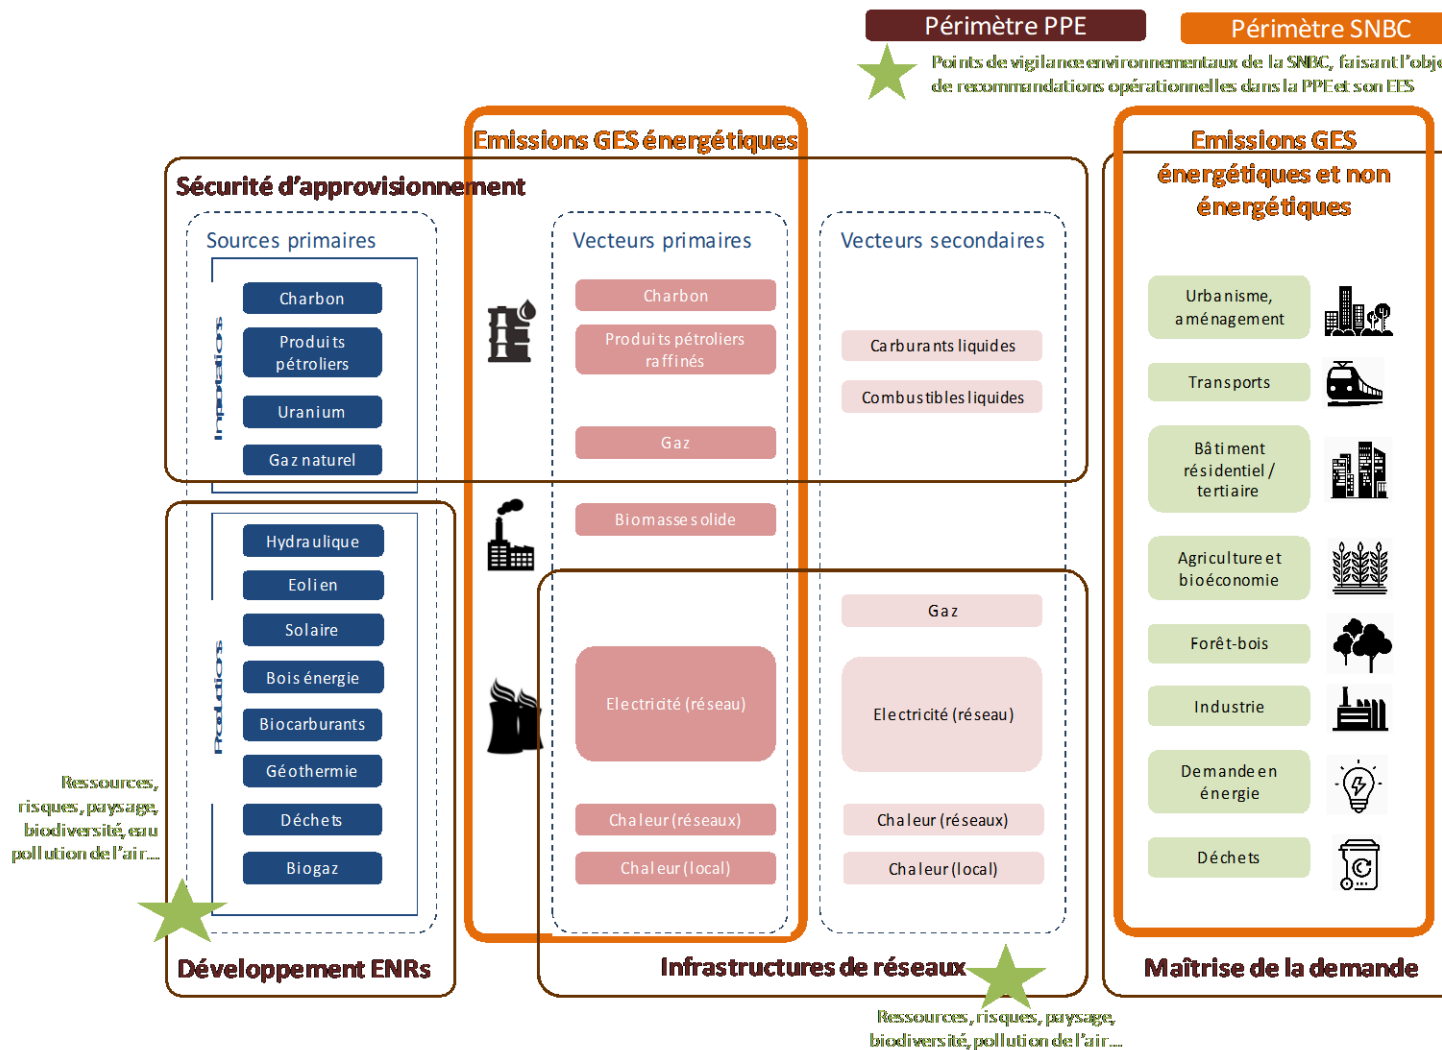 Périmètre PPE
Périmètre SNBC
Points de vigilance environnementaux de la SNBC, faisant l'obje
de recommandations opérationnelles dans la PPE et son EES
Emissions GES énergétiques
Emissions GES
énergétiques et non
énergétiques
Sécurité d'approvisionnement
Sources primaires
Vecteurs primaires
Vecteurs secondaires
Charbon
Produits
pétroliers
Uranium
Gaz naturel
Hydraulique
Eolien
Solaire
Bois énergie
Biocarburants
Géothermie
Déchets
Biogaz
Charbon
Produits pétroliers
raffinés
Gaz
Biomasse solide
Electricité (réseau)
Chaleur (réseaux)
Chaleur (local)
Carburants liquides
Combustibles liquides
Gaz
Electricité (réseau)
Chaleur (réseaux)
Chaleur (local)
Urbanisme,
aménagement
Transports
Bâtiment
résidentiel /
tertiaire
Agriculture et
bioéconomie
Forêt-bois
Industrie
Demande en
énergie
Déchets
Ressources,
risques, paysage,
biodiversité, eau
pollution de l'air...
Développement ENRs
Infrastructures de réseaux
Maîtrise de la demande
Ressources, risques, paysage,
biodiversité, pollution de l'air...